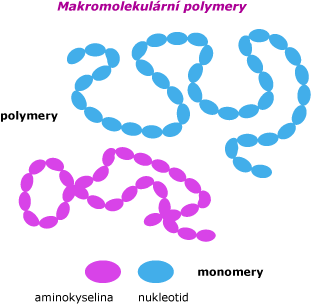 Makromolekulární polymery
polymery
monomery
aminokyselina nukleotid